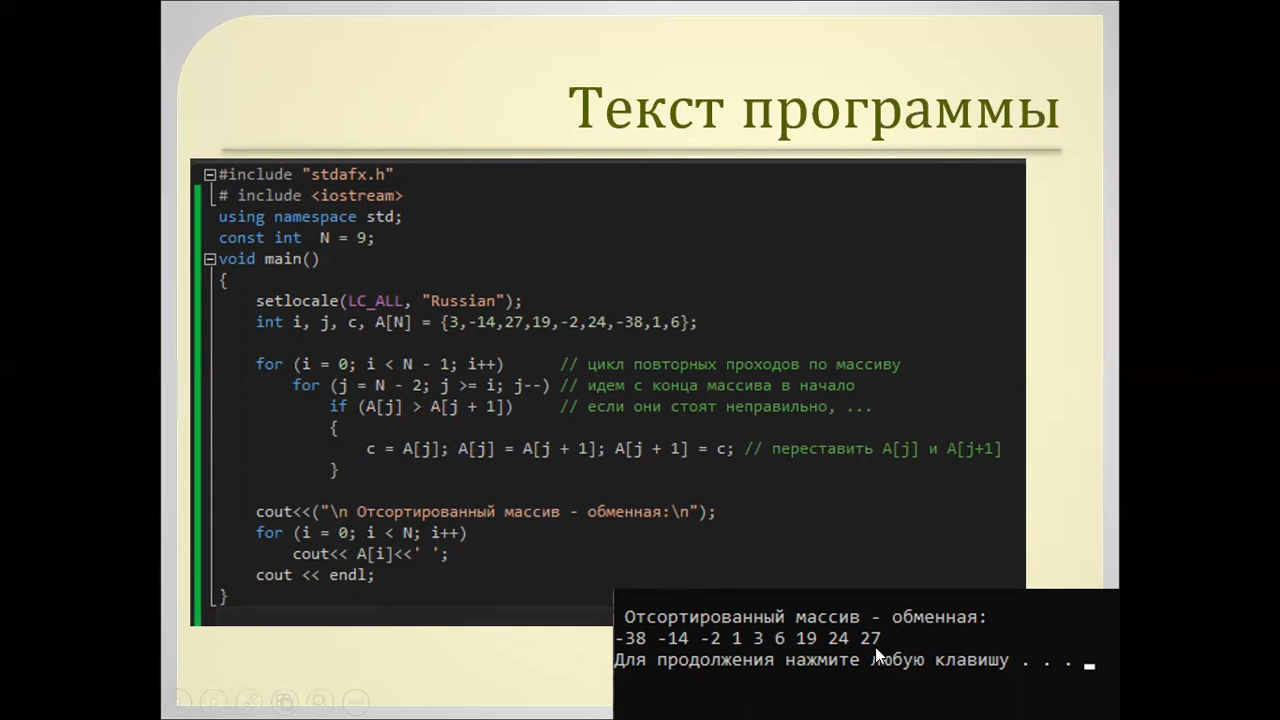 Текст программы
#include "stdafx.h"
# include <iostream>
using namespace std;
const int  N = 9;
void main()
{
setlocale(LC_ALL, "Russian");
int i, j, c, A[N] = {3,-14,27,19,-2,24,-38,1,6};
for (i = 0; i < N - 1; i++) // цикл повторных проходов по массиву
for (j = N - 2; j >= i; j--) // идем с конца массива в начало
if (A[j] > A[j + 1]) // если они стоят неправильно, ...
{
c = A[j]; A[j] = A[j + 1]; A[j + 1] = c; // переставить A[j] и A[j+1]
}
cout<<("\n Отсортированный массив - обменная:\n");
for (i = 0; i < N; i++)
cout<< A[i]<<' ';
cout << endl;
}
Отсортированный массив - обменная:
-38 -14 -2 1 3 6 19 24 27
Для продолжения нажмите любую клавишу . . .